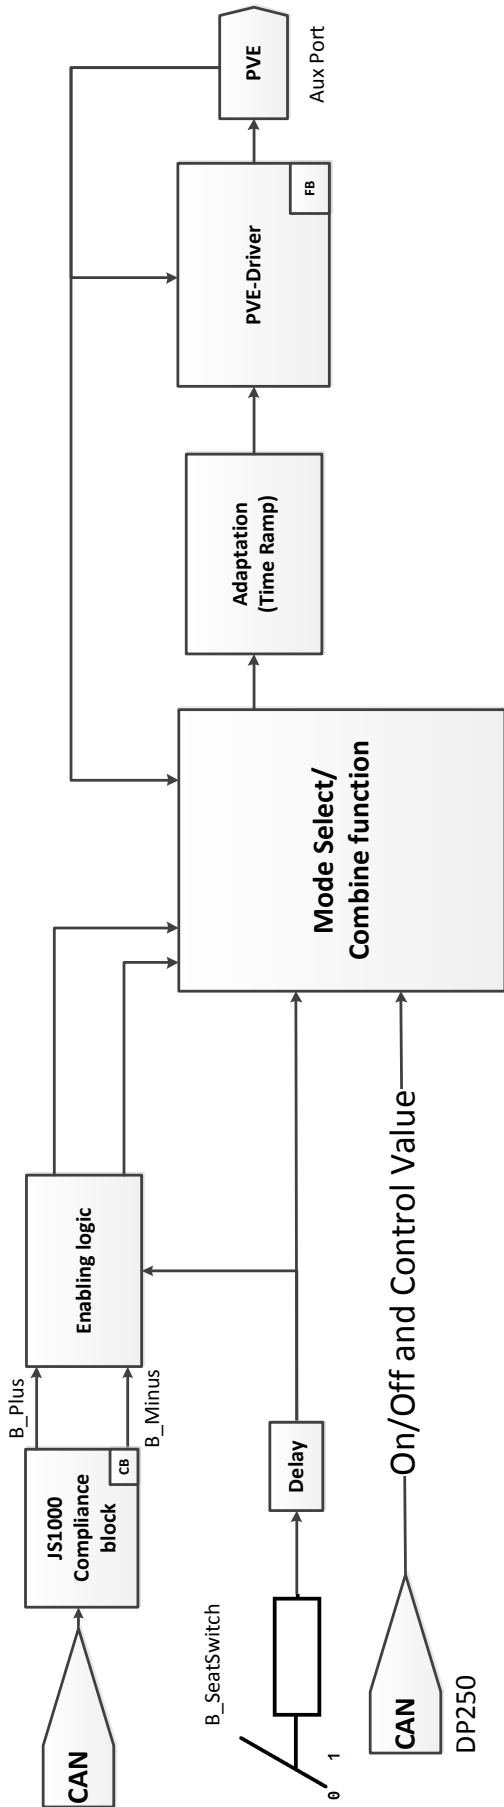 CAN
JS1000
Compliance
block
CB
B_Plus
B_Minus
Enabling logic
B_SeatSwitch
0
1
Delay
CAN
DP250
On/Off and Control Value
Mode Select/
Combine function
Adaptation
(Time Ramp)
PVE-Driver
FB
PVE
Aux Port